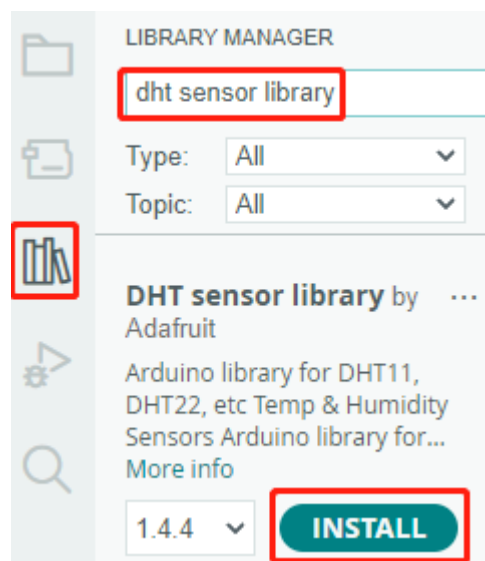 LIBRARY MANAGER
dht sensor library
Type: All
Topic: All
DHT sensor library by ...
Adafruit
Arduino library for DHT11,
DHT22, etc Temp & Humidity
Sensors Arduino library for...
More info
1.4.4 INSTALL